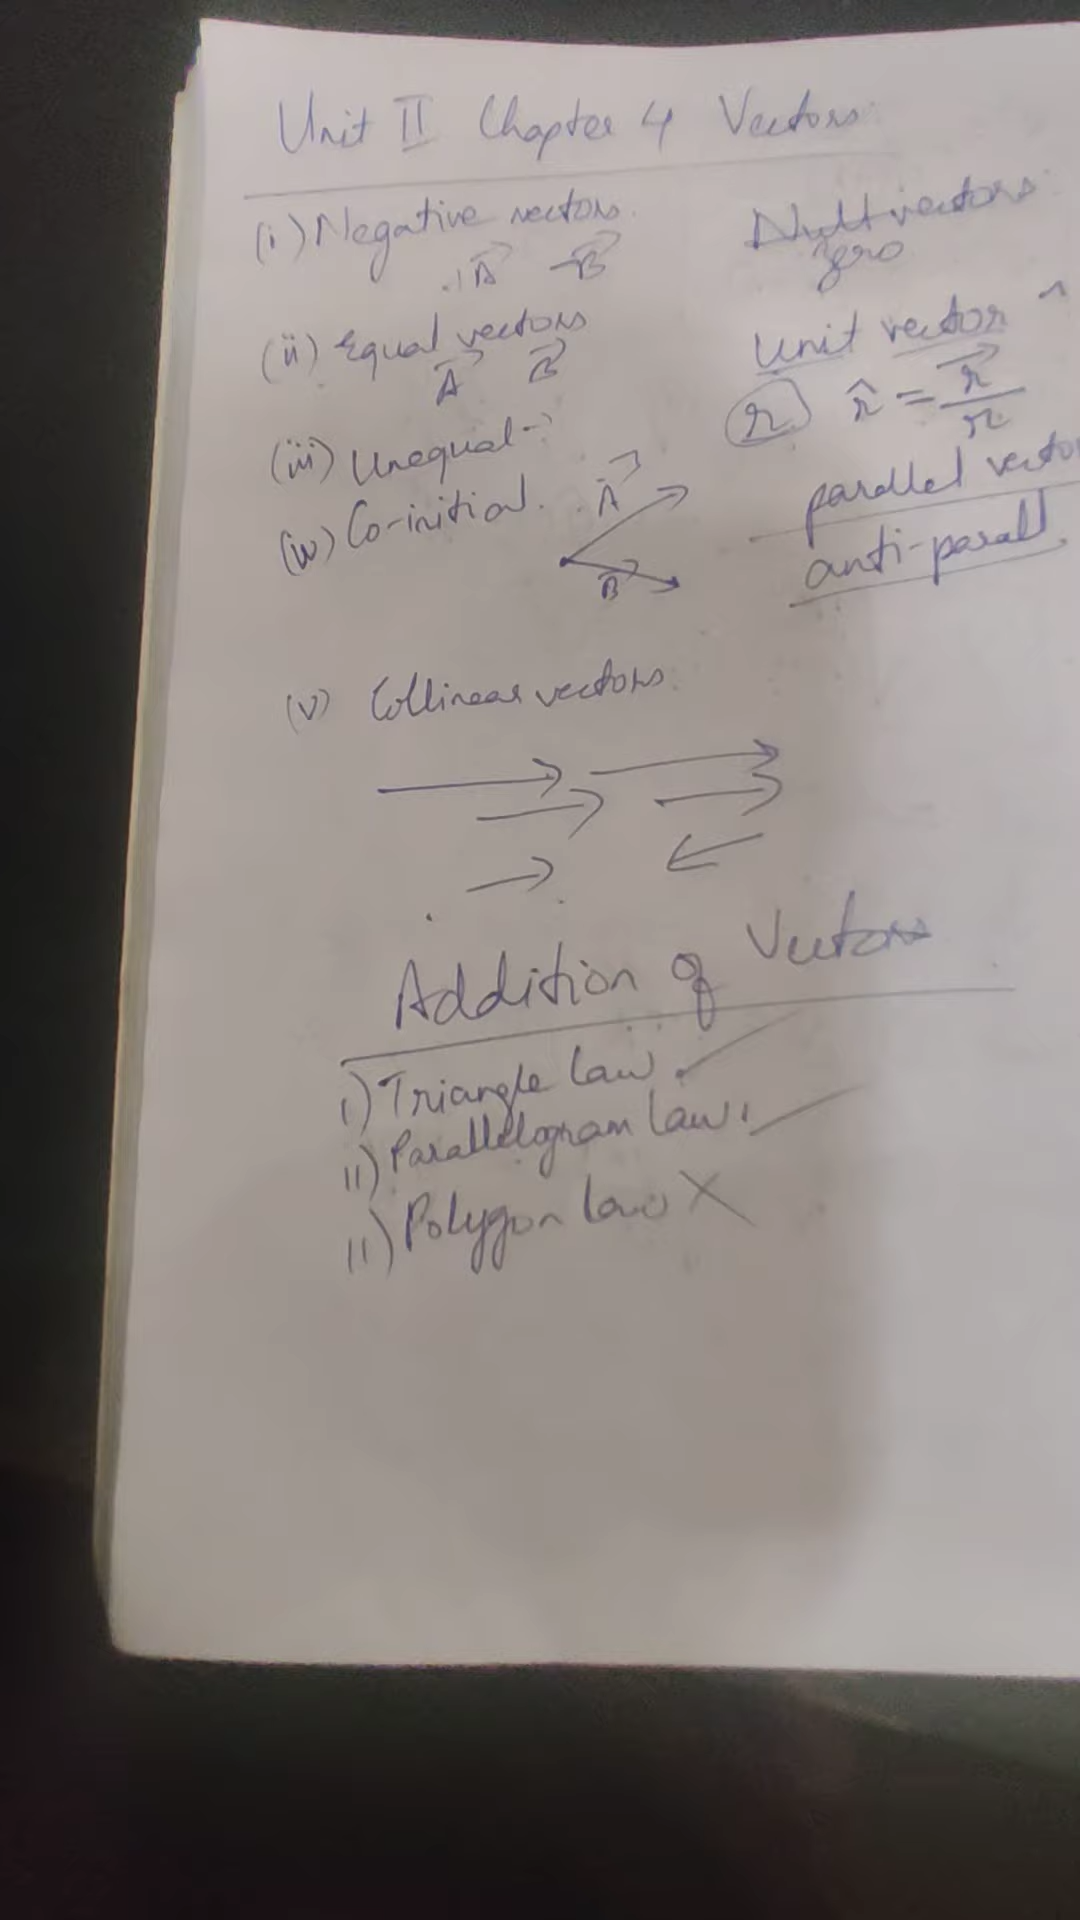 Unit II Chapter 4 Vectors
(i) Negative vectors.
A⃗ -B⃗
(ii) Equal vectors
A⃗ B⃗
(iii) Unequal
(iv) Co-initial. A⃗
B⃗
Null vectors
Zero
Unit vector ^
r r̂ = r⃗/r
parallel vecto
anti-parall
(v) Collinear vectors.
Addition of Vectors
i) Triangle law.
ii) Parallelogram law.
ii) Polygon law X